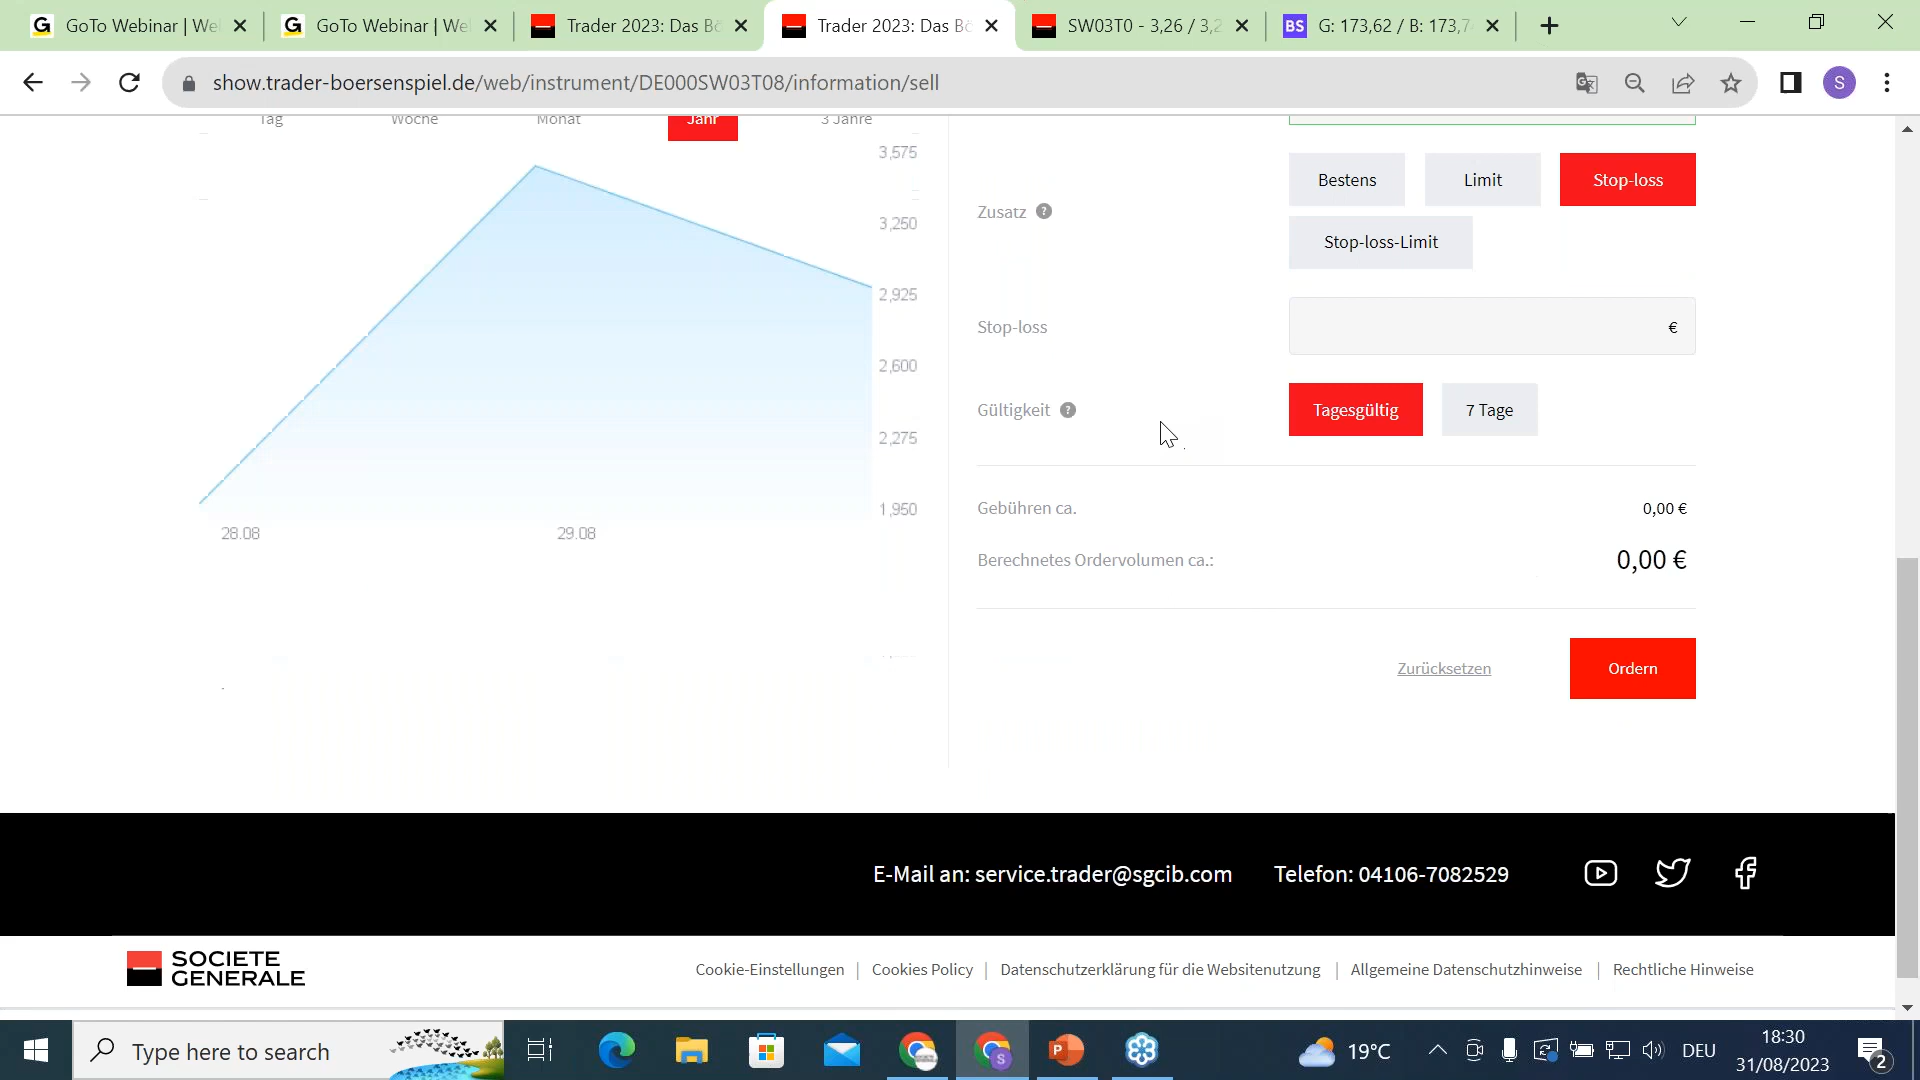 G GoTo Webinar | We
G GoTo Webinar | We
Trader 2023: Das Bö
Trader 2023: Das Bö
SW03T0 - 3,26 / 3,2
BS G: 173,62 / B: 173,7
show.trader-boersenspiel.de/web/instrument/DE000SW03T08/information/sell
S
Tag Woche Monat Jahr 3 Jahre
3,575
3,250
2,925
2,600
2,275
1,950
28.08 29.08
Bestens Limit Stop-loss
Zusatz ?
Stop-loss-Limit
Stop-loss €
Gültigkeit ? Tagesgültig 7 Tage
Gebühren ca. 0,00 €
Berechnetes Ordervolumen ca.: 0,00 €
Zurücksetzen Ordern
E-Mail an: service.trader@sgcib.com Telefon: 04106-7082529
SOCIETE
GENERALE
Cookie-Einstellungen | Cookies Policy | Datenschutzerklärung für die Websitenutzung | Allgemeine Datenschutzhinweise | Rechtliche Hinweise
Type here to search
S
P
19°C
DEU
18:30
31/08/2023
2